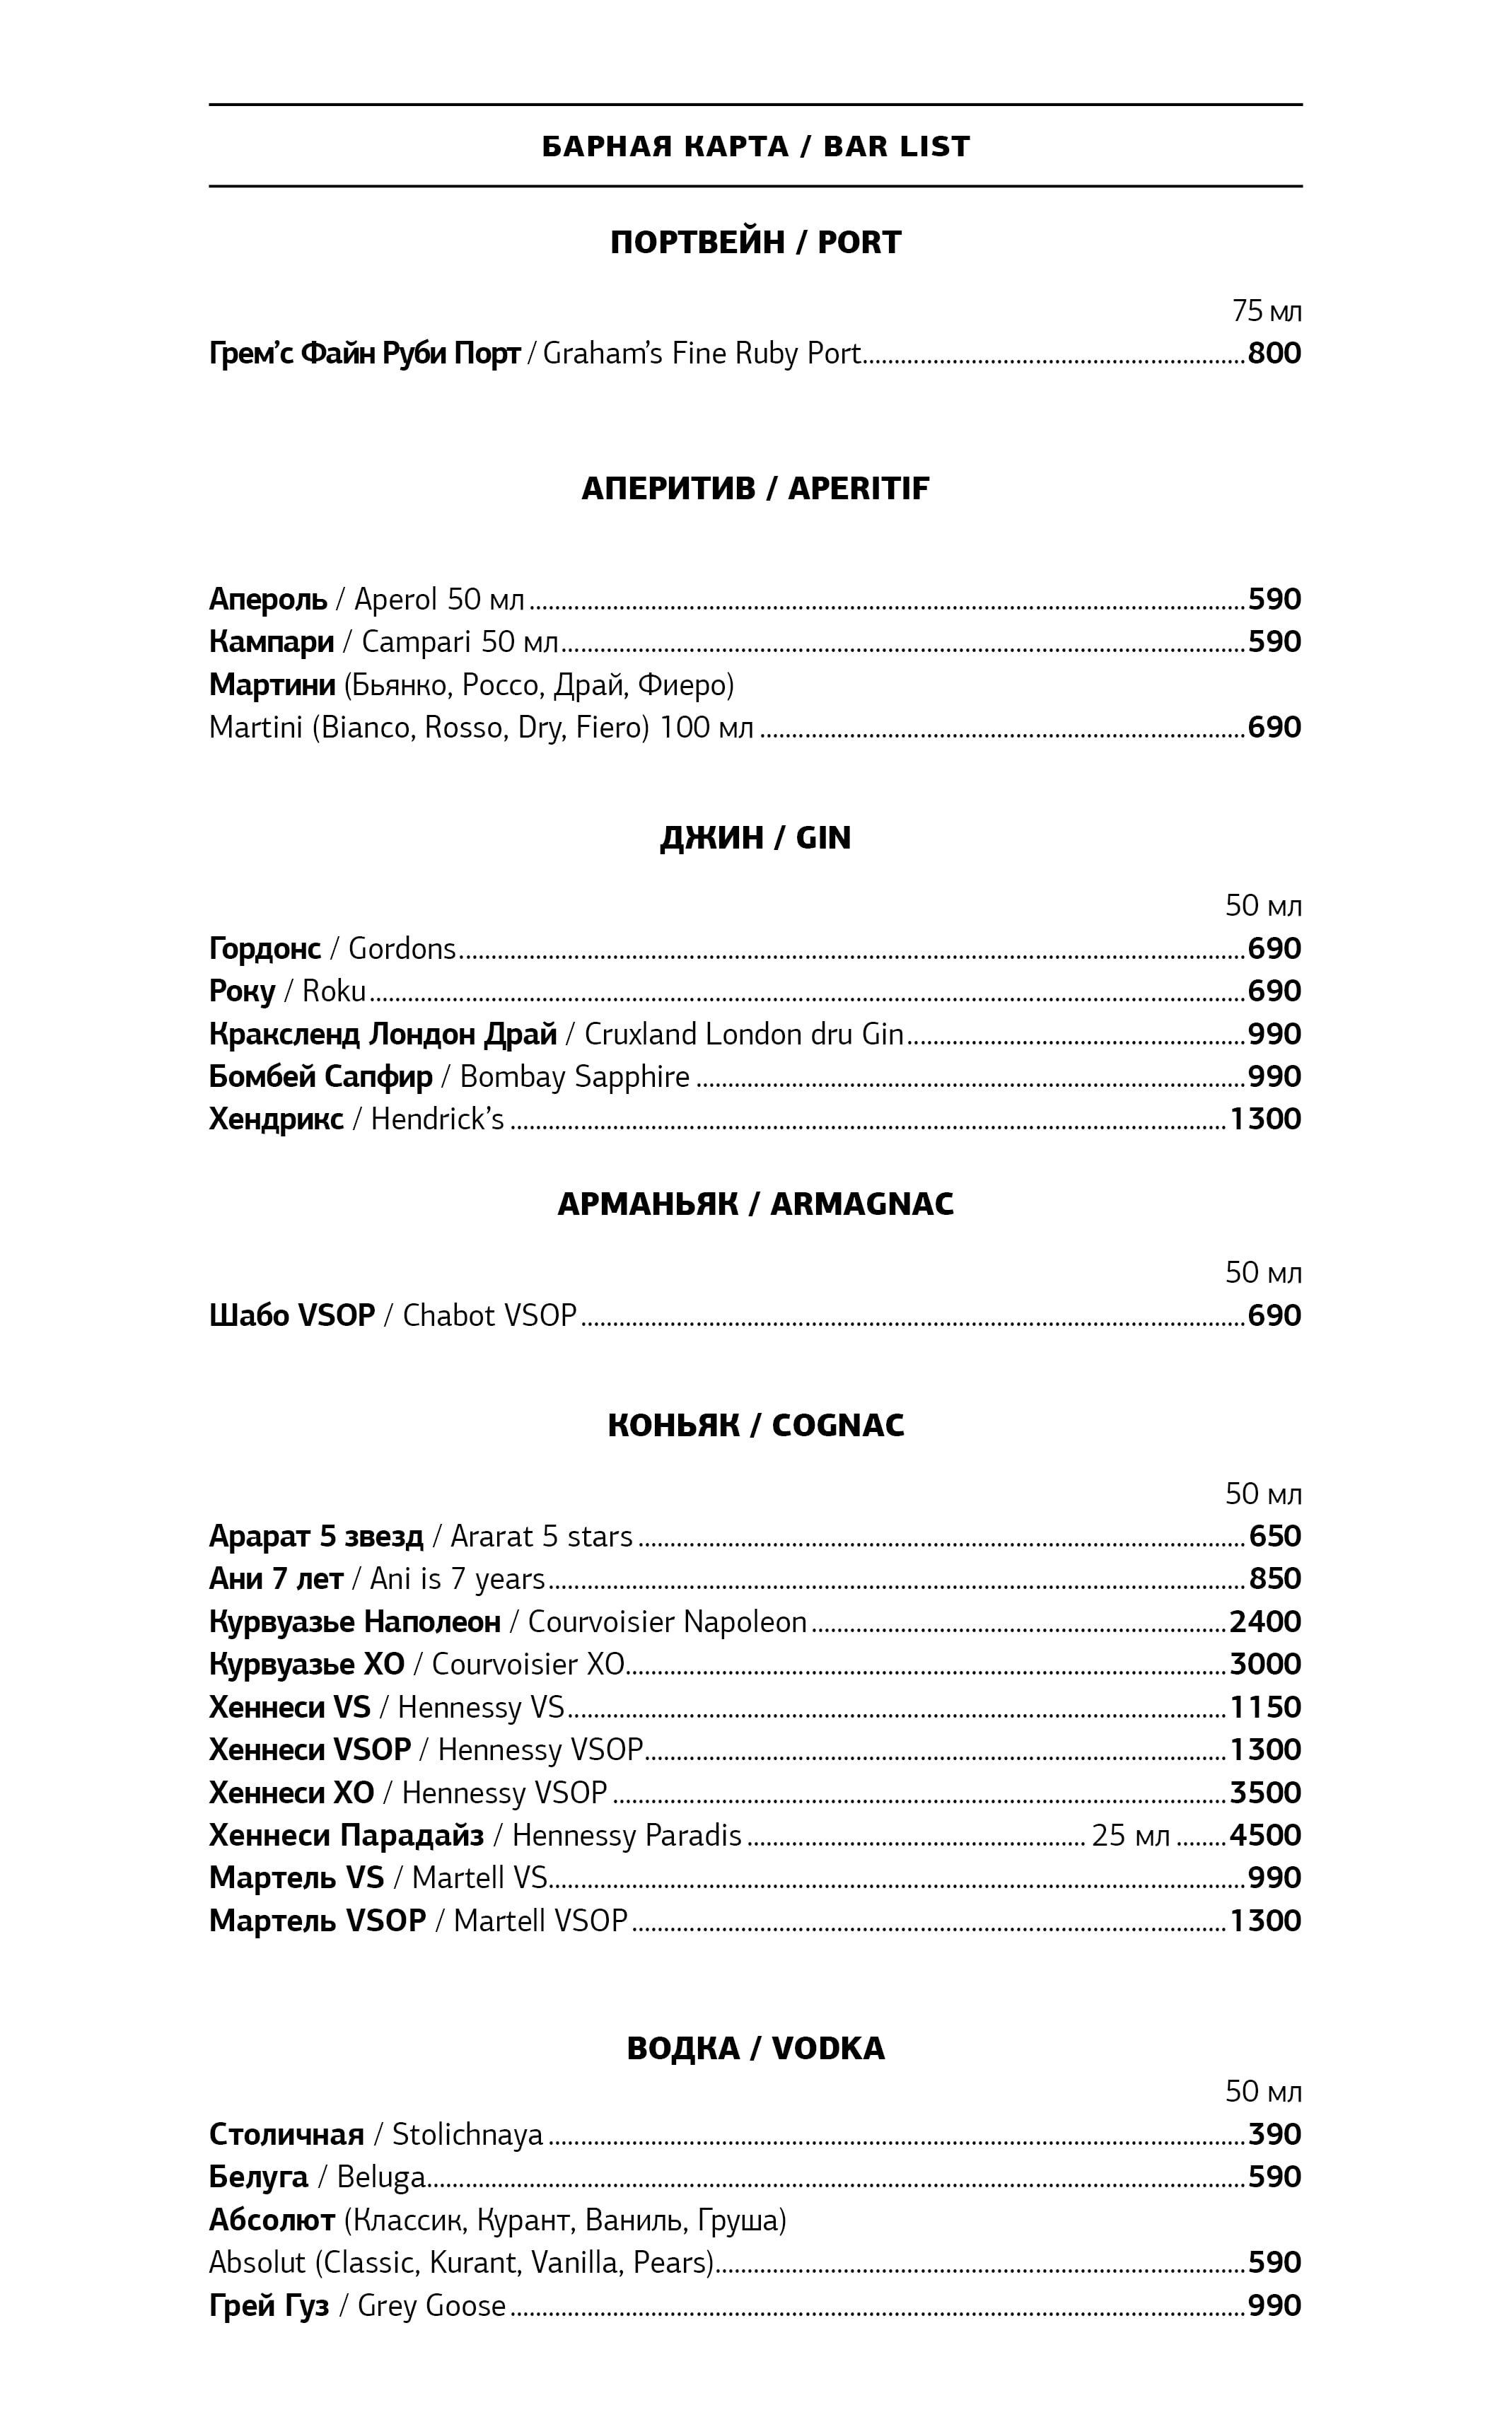 БАРНАЯ КАРТА / BAR LIST
ПОРТВЕЙН / PORT
75 мл
Грем’с Файн Руби Порт / Graham’s Fine Ruby Port..........800
АПЕРИТИВ / APERITIF
Апероль / Aperol 50 мл..........590
Кампари / Campari 50 мл..........590
Мартини (Бьянко, Россо, Драй, Фиеро)
Martini (Bianco, Rosso, Dry, Fiero) 100 мл..........690
ДЖИН / GIN
50 мл
Гордонс / Gordons..........690
Року / Roku..........690
Краксленд Лондон Драй / Cruxland London dru Gin..........990
Бомбей Сапфир / Bombay Sapphire..........990
Хендрикс / Hendrick’s..........1300
АРМАНЬЯК / ARMAGNAC
50 мл
Шабо VSOP / Chabot VSOP..........690
КОНЬЯК / COGNAC
50 мл
Арарат 5 звезд / Ararat 5 stars..........650
Ани 7 лет / Ani is 7 years..........850
Курвуазье Наполеон / Courvoisier Napoleon..........2400
Курвуазье XO / Courvoisier XO..........3000
Хеннеси VS / Hennessy VS..........1150
Хеннеси VSOP / Hennessy VSOP..........1300
Хеннеси XO / Hennessy VSOP..........3500
Хеннеси Парадайз / Hennessy Paradis.......... 25 мл ........4500
Мартель VS / Martell VS..........990
Мартель VSOP / Martell VSOP..........1300
ВОДКА / VODKA
50 мл
Столичная / Stolichnaya..........390
Белуга / Beluga..........590
Абсолют (Классик, Курант, Ваниль, Груша)
Absolut (Classic, Kurant, Vanilla, Pears)..........590
Грей Гуз / Grey Goose..........990